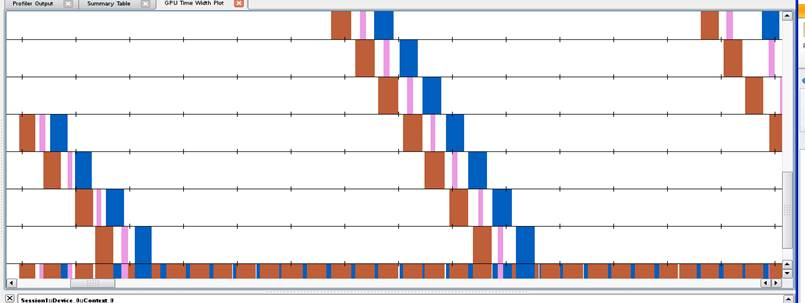 Profiler Output
Summary Table
GPU Time Width Plot
Session1::Device_0::Context_0